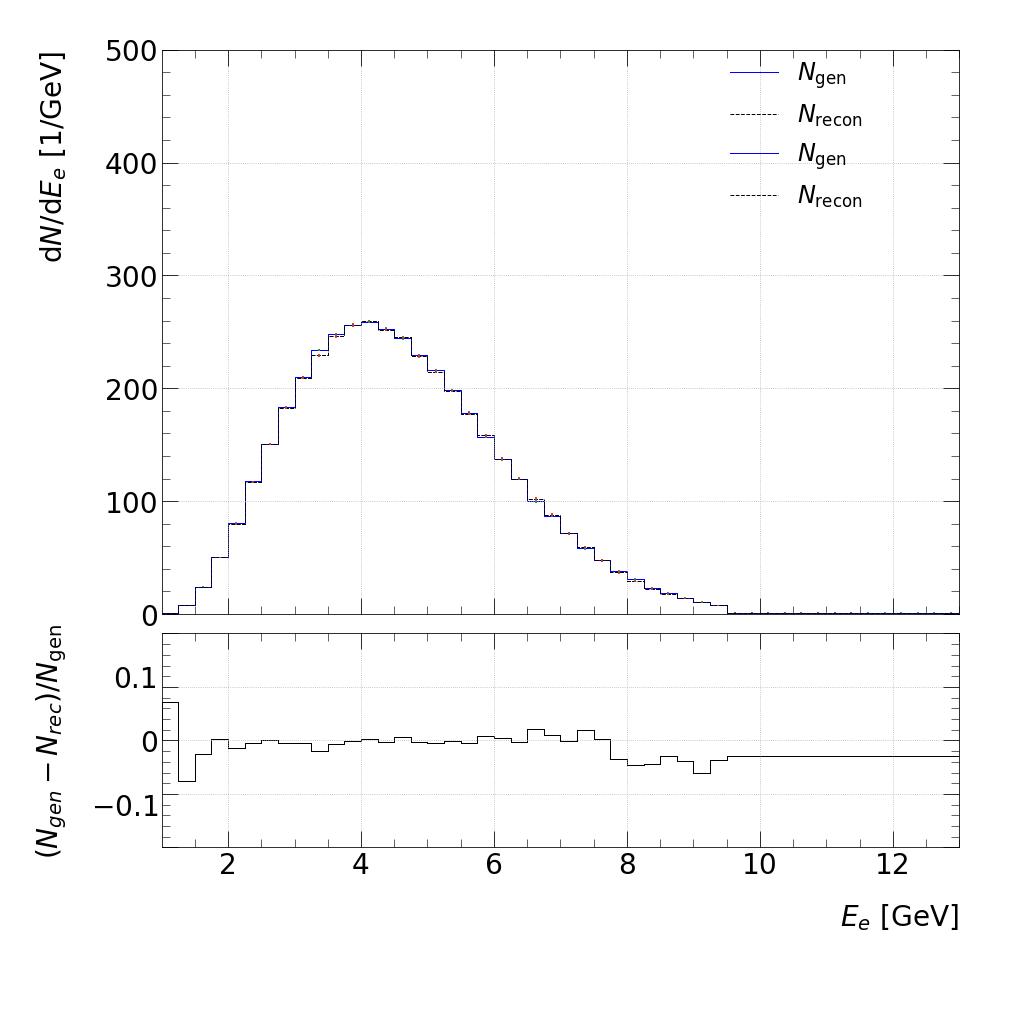 dN/dE_e [1/GeV]
500
400
300
200
100
0
N_gen
N_recon
N_gen
N_recon
(N_gen − N_rec)/N_gen
0.1
0
−0.1
2 4 6 8 10 12
E_e [GeV]